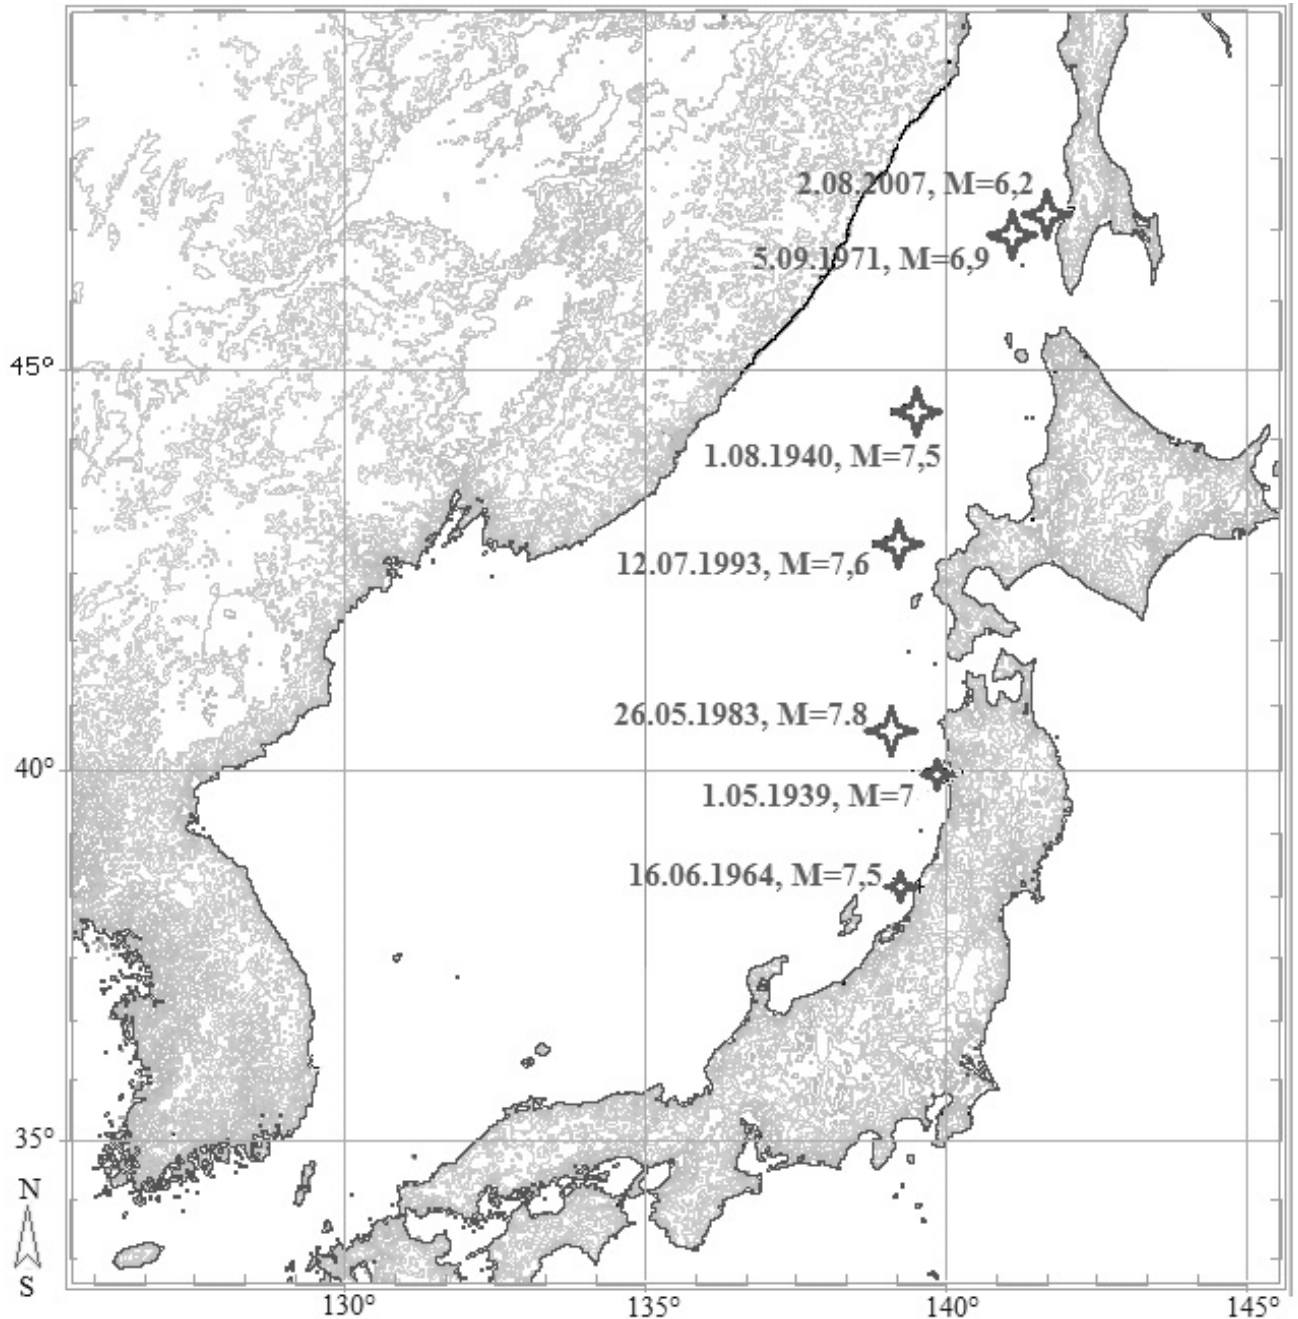 2.08.2007, M=6,2
5.09.1971, M=6,9
45°
1.08.1940, M=7,5
12.07.1993, M=7,6
26.05.1983, M=7.8
40°
1.05.1939, M=7
16.06.1964, M=7,5
35°
N
S
130° 135° 140° 145°